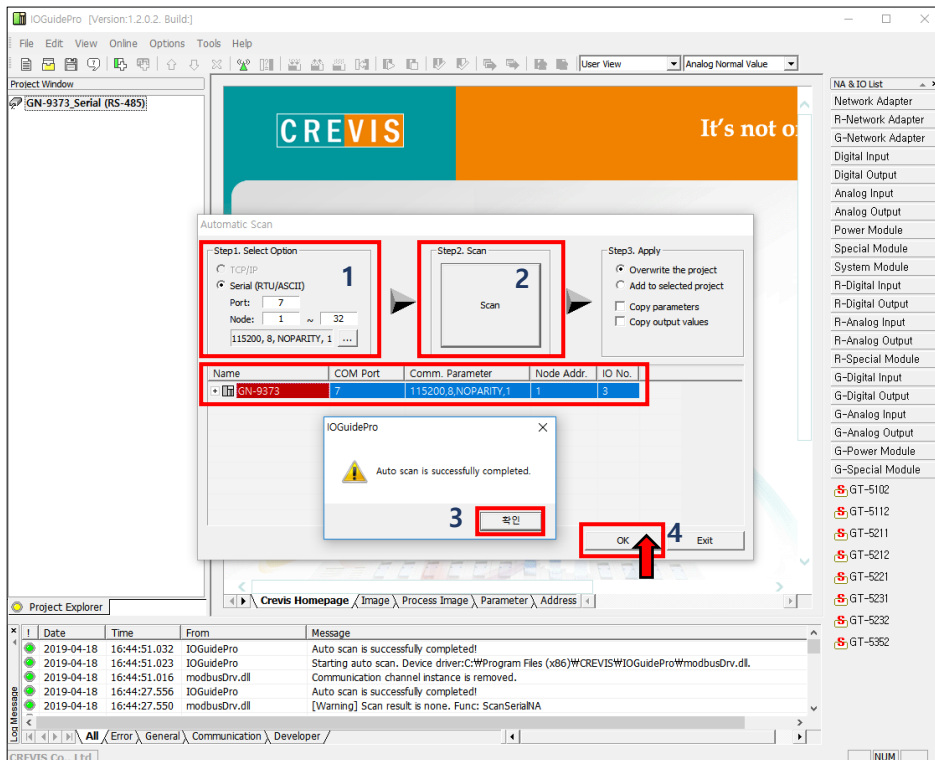 IOGuidePro [Version:1.2.0.2. Build:]
File Edit View Online Options Tools Help
User View
Analog Normal Value
Project Window
GN-9373_Serial (RS-485)
CREVIS
It's not o
Automatic Scan
Step1. Select Option
TCP/IP
Serial (RTU/ASCII)
Port: 7
Node: 1 ~ 32
115200, 8, NOPARITY, 1 ...
1
Step2. Scan
Scan
2
Step3. Apply
Overwrite the project
Add to selected project
Copy parameters
Copy output values
Name COM Port Comm. Parameter Node Addr. IO No.
GN-9373 7 115200,8,NOPARITY,1 1 3
IOGuidePro
Auto scan is successfully completed.
3 확인
OK 4 Exit
NA & IO List
Network Adapter
R-Network Adapter
G-Network Adapter
Digital Input
Digital Output
Analog Input
Analog Output
Power Module
Special Module
System Module
R-Digital Input
R-Digital Output
R-Analog Input
R-Analog Output
R-Special Module
G-Digital Input
G-Digital Output
G-Analog Input
G-Analog Output
G-Power Module
G-Special Module
GT-5102
GT-5112
GT-5211
GT-5212
GT-5221
GT-5231
GT-5232
GT-5352
Project Explorer
Crevis Homepage Image Process Image Parameter Address
! Date Time From Message
2019-04-18 16:44:51.032 IOGuidePro Auto scan is successfully completed!
2019-04-18 16:44:51.023 IOGuidePro Starting auto scan. Device driver:C:₩Program Files (x86)₩CREVIS₩IOGuidePro₩modbusDrv.dll.
2019-04-18 16:44:51.016 modbusDrv.dll Communication channel instance is removed.
2019-04-18 16:44:27.556 IOGuidePro Auto scan is successfully completed!
2019-04-18 16:44:27.550 modbusDrv.dll [Warning] Scan result is none. Func: ScanSerialNA
Log Message
All Error General Communication Developer
CREVIS Co., Ltd
NUM